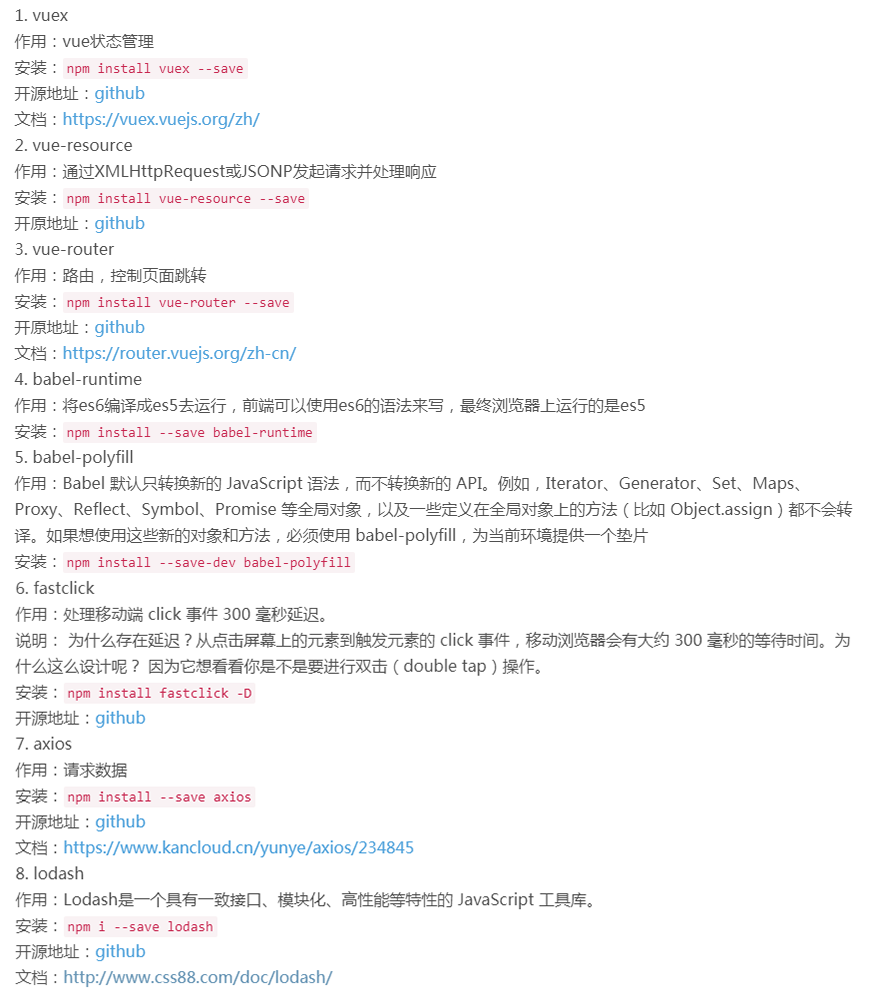 1. vuex
作用：vue状态管理
安装：npm install vuex --save
开源地址：github
文档：https://vuex.vuejs.org/zh/
2. vue-resource
作用：通过XMLHttpRequest或JSONP发起请求并处理响应
安装：npm install vue-resource --save
开原地址：github
3. vue-router
作用：路由，控制页面跳转
安装：npm install vue-router --save
开原地址：github
文档：https://router.vuejs.org/zh-cn/
4. babel-runtime
作用：将es6编译成es5去运行，前端可以使用es6的语法来写，最终浏览器上运行的是es5
安装：npm install --save babel-runtime
5. babel-polyfill
作用：Babel 默认只转换新的 JavaScript 语法，而不转换新的 API。例如，Iterator、Generator、Set、Maps、
Proxy、Reflect、Symbol、Promise 等全局对象，以及一些定义在全局对象上的方法（比如 Object.assign）都不会转
译。如果想使用这些新的对象和方法，必须使用 babel-polyfill，为当前环境提供一个垫片
安装：npm install --save-dev babel-polyfill
6. fastclick
作用：处理移动端 click 事件 300 毫秒延迟。
说明： 为什么存在延迟？从点击屏幕上的元素到触发元素的 click 事件，移动浏览器会有大约 300 毫秒的等待时间。为
什么这么设计呢？ 因为它想看看你是不是要进行双击（double tap）操作。
安装：npm install fastclick -D
开源地址：github
7. axios
作用：请求数据
安装：npm install --save axios
开源地址：github
文档：https://www.kancloud.cn/yunye/axios/234845
8. lodash
作用：Lodash是一个具有一致接口、模块化、高性能等特性的 JavaScript 工具库。
安装：npm i --save lodash
开源地址：github
文档：http://www.css88.com/doc/lodash/